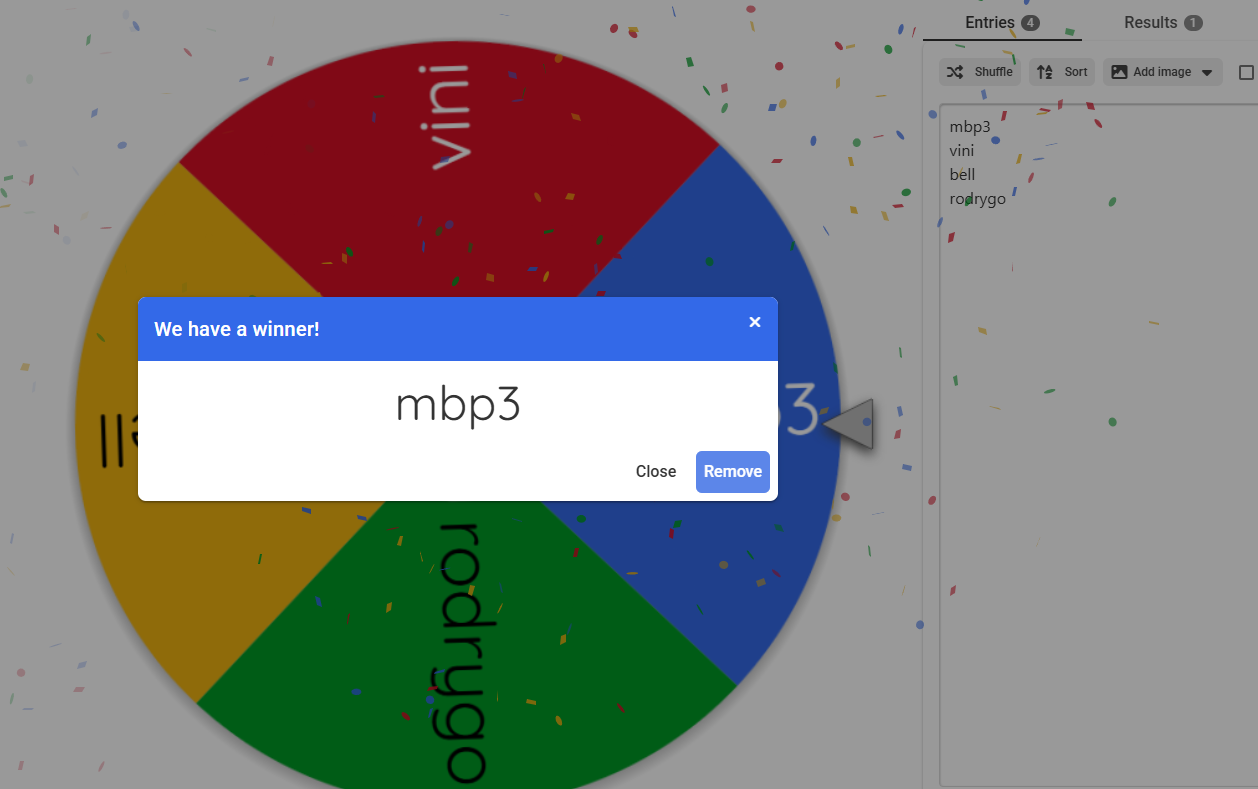 Entries 4
Results 1
Shuffle
Sort
Add image
mbp3
vini
bell
rodrygo
vini
We have a winner!
×
mbp3
3
ll
Close
Remove
rodrygo